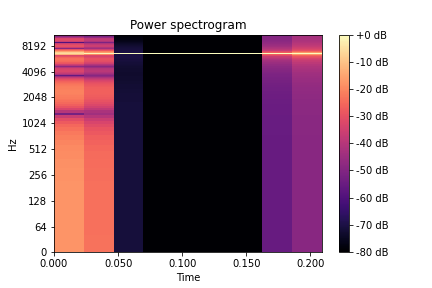 Power spectrogram
Hz
8192
4096
2048
1024
512
256
128
64
0
0.000 0.050 0.100 0.150 0.200
Time
+0 dB
-10 dB
-20 dB
-30 dB
-40 dB
-50 dB
-60 dB
-70 dB
-80 dB